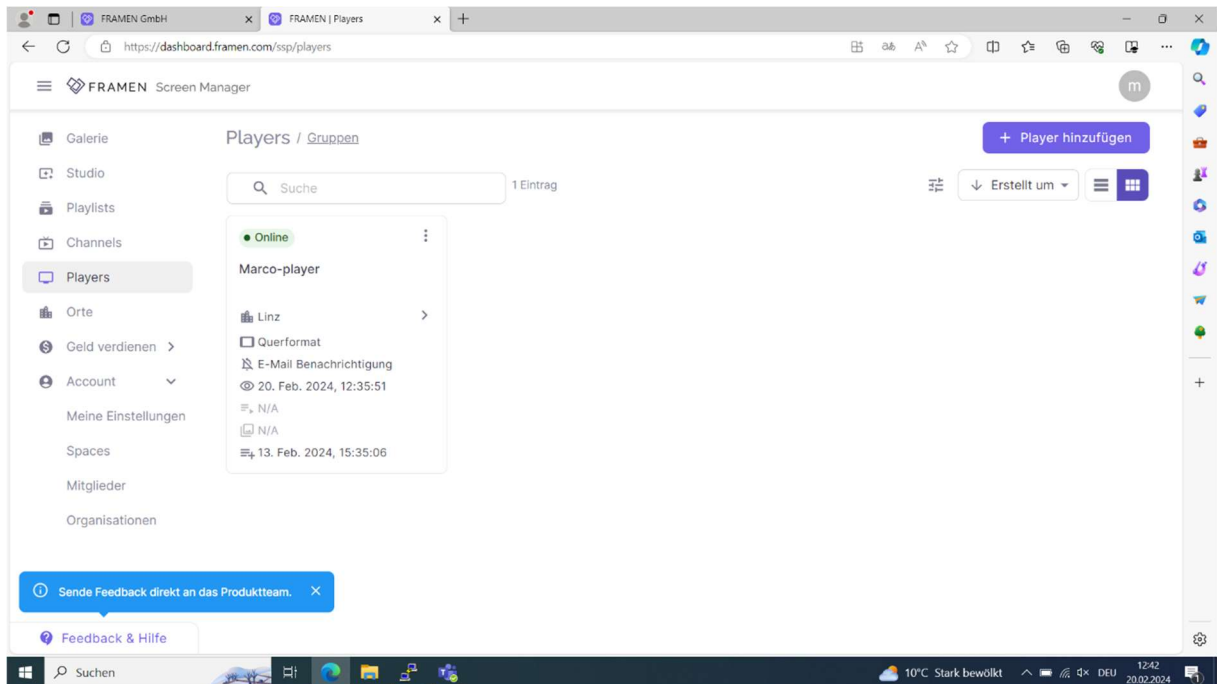 FRAMEN GmbH
FRAMEN | Players
https://dashboard.framen.com/ssp/players
FRAMEN Screen Manager
m
Galerie
Studio
Playlists
Channels
Players
Orte
Geld verdienen
Account
Meine Einstellungen
Spaces
Mitglieder
Organisationen
Players / Gruppen
+ Player hinzufügen
Suche
1 Eintrag
Erstellt um
Online
Marco-player
Linz
Querformat
E-Mail Benachrichtigung
20. Feb. 2024, 12:35:51
N/A
N/A
13. Feb. 2024, 15:35:06
Sende Feedback direkt an das Produktteam.
Feedback & Hilfe
Suchen
10°C Stark bewölkt
DEU
12:42
20.02.2024